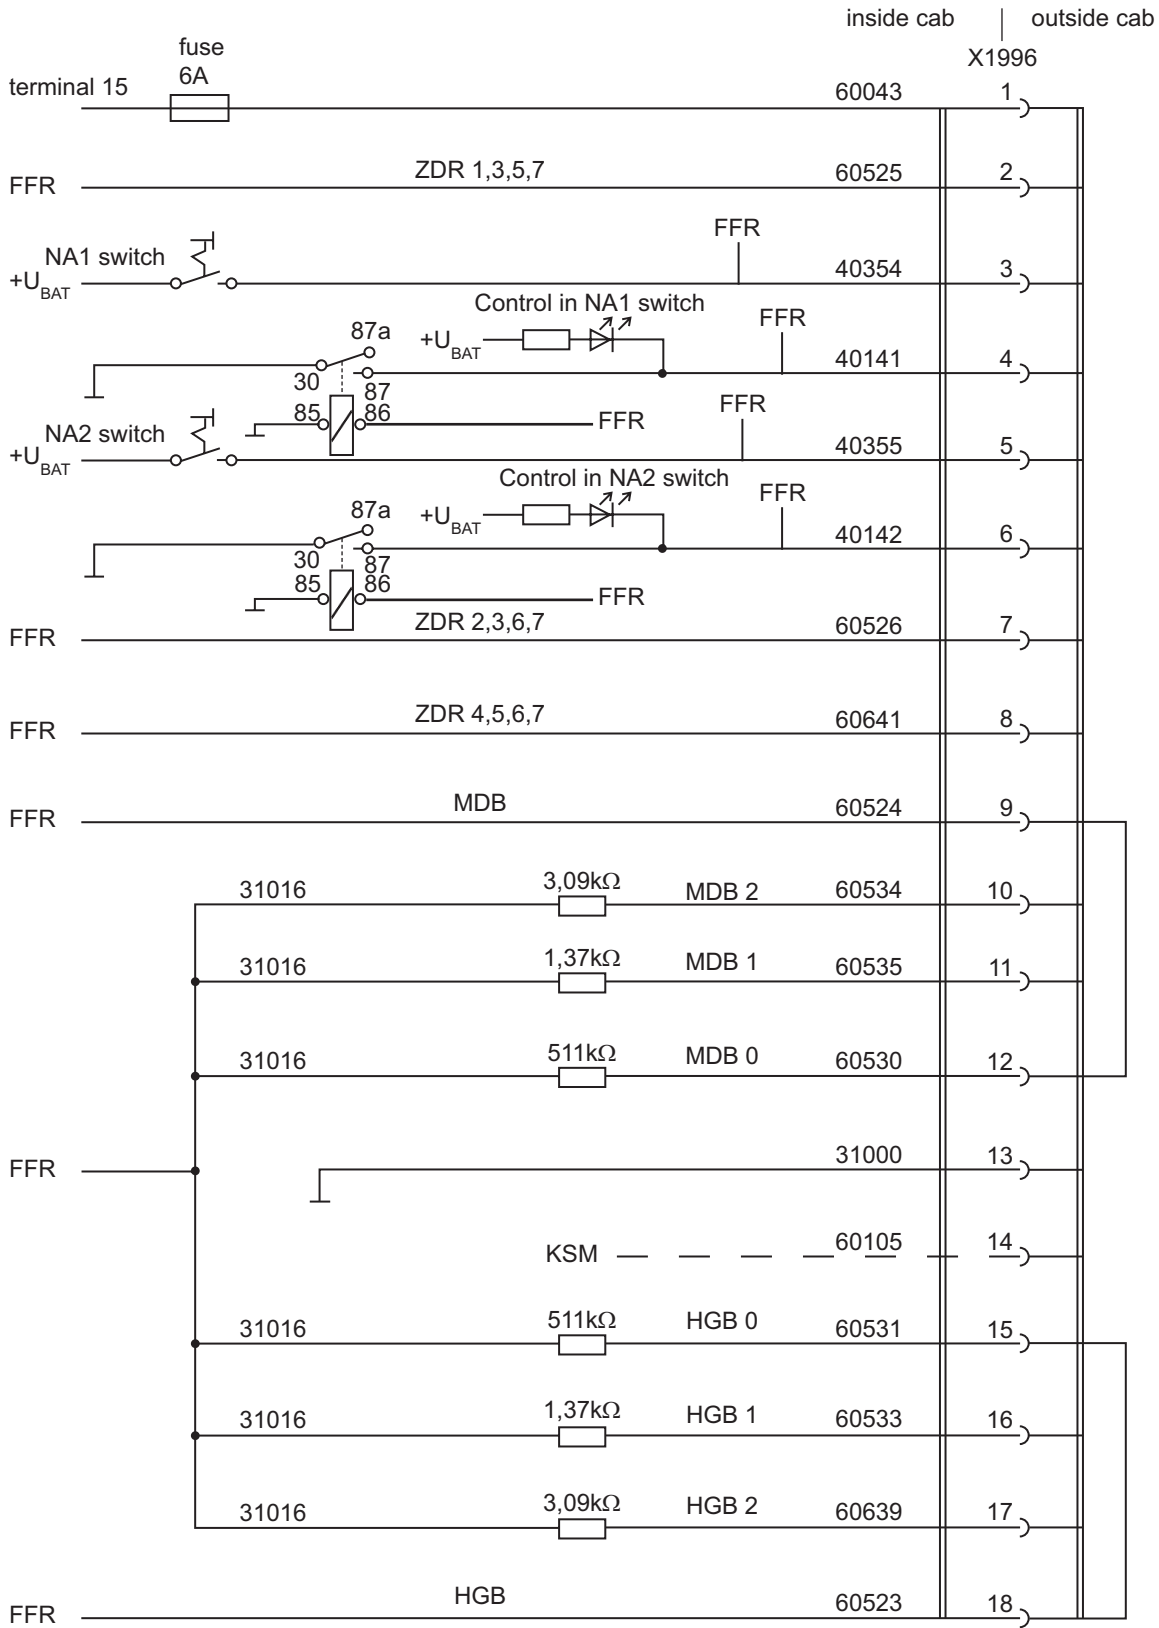 inside cab | outside cab
X1996
fuse
6A
terminal 15 60043 1
FFR ZDR 1,3,5,7 60525 2
NA1 switch FFR
+UBAT 40354 3
Control in NA1 switch
87a +UBAT FFR
30 87 40141 4
85 86 FFR FFR
NA2 switch
+UBAT 40355 5
Control in NA2 switch
87a +UBAT FFR
30 87 40142 6
85 86 FFR
FFR ZDR 2,3,6,7 60526 7
FFR ZDR 4,5,6,7 60641 8
FFR MDB 60524 9
31016 3,09kΩ MDB 2 60534 10
31016 1,37kΩ MDB 1 60535 11
31016 511kΩ MDB 0 60530 12
FFR 31000 13
KSM 60105 14
31016 511kΩ HGB 0 60531 15
31016 1,37kΩ HGB 1 60533 16
31016 3,09kΩ HGB 2 60639 17
FFR HGB 60523 18